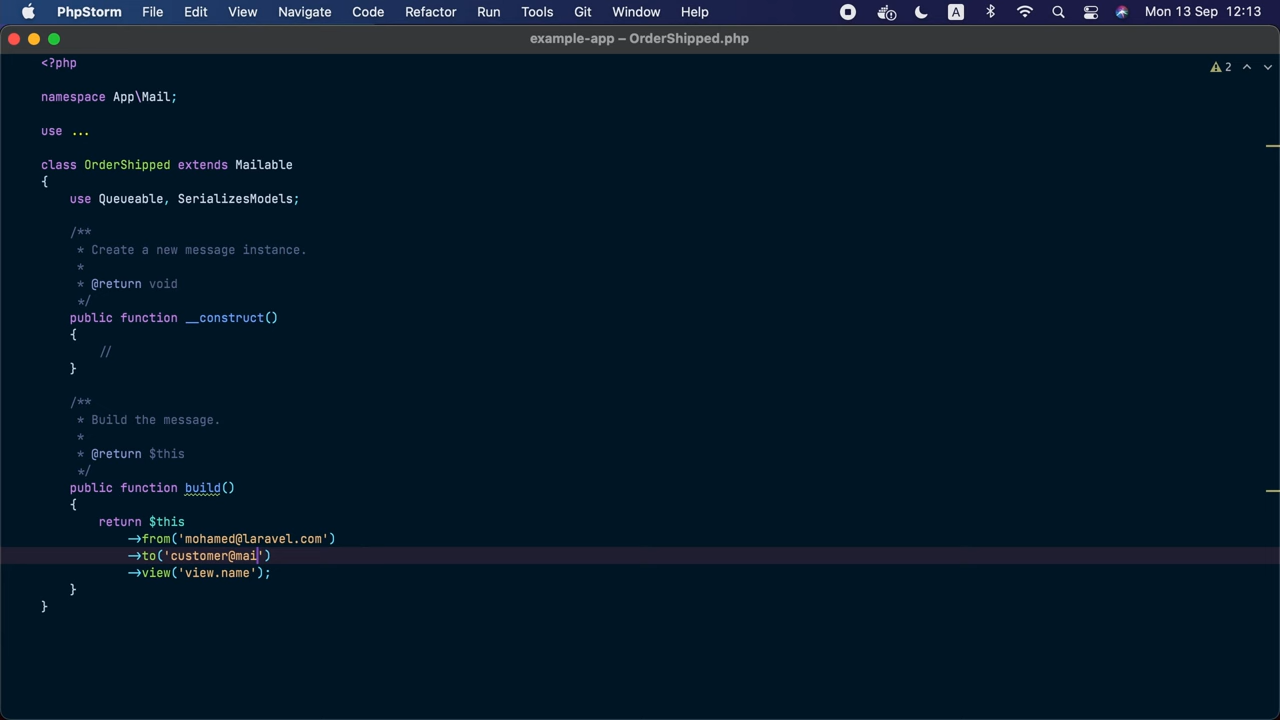 PhpStorm File Edit View Navigate Code Refactor Run Tools Git Window Help A Mon 13 Sep 12:13
example-app – OrderShipped.php
<?php
2
namespace App\Mail;
use ...
class OrderShipped extends Mailable
{
use Queueable, SerializesModels;
/**
* Create a new message instance.
*
* @return void
*/
public function __construct()
{
//
}
/**
* Build the message.
*
* @return $this
*/
public function build()
{
return $this
->from('mohamed@laravel.com')
->to('customer@mai')
->view('view.name');
}
}